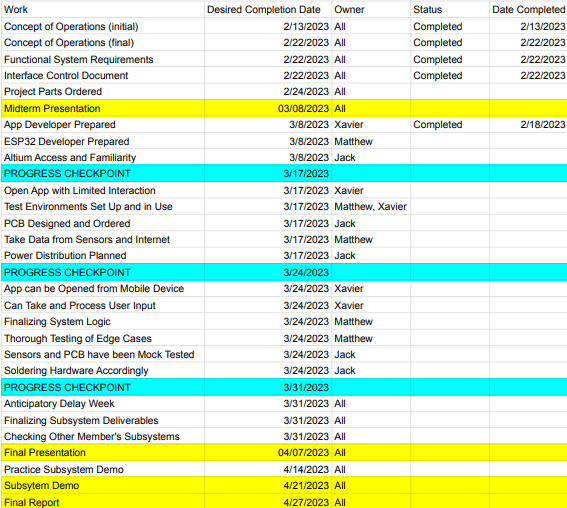 Work Desired Completion Date Owner Status Date Completed
Concept of Operations (initial) 2/13/2023 All Completed 2/13/2023
Concept of Operations (final) 2/22/2023 All Completed 2/22/2023
Functional System Requirements 2/22/2023 All Completed 2/22/2023
Interface Control Document 2/22/2023 All Completed 2/22/2023
Project Parts Ordered 2/24/2023 All
Midterm Presentation 03/08/2023 All
App Developer Prepared 3/8/2023 Xavier Completed 2/18/2023
ESP32 Developer Prepared 3/8/2023 Matthew
Altium Access and Familiarity 3/8/2023 Jack
PROGRESS CHECKPOINT 3/17/2023
Open App with Limited Interaction 3/17/2023 Xavier
Test Environments Set Up and in Use 3/17/2023 Matthew, Xavier
PCB Designed and Ordered 3/17/2023 Jack
Take Data from Sensors and Internet 3/17/2023 Matthew
Power Distribution Planned 3/17/2023 Jack
PROGRESS CHECKPOINT 3/24/2023
App can be Opened from Mobile Device 3/24/2023 Xavier
Can Take and Process User Input 3/24/2023 Xavier
Finalizing System Logic 3/24/2023 Matthew
Thorough Testing of Edge Cases 3/24/2023 Matthew
Sensors and PCB have been Mock Tested 3/24/2023 Jack
Soldering Hardware Accordingly 3/24/2023 Jack
PROGRESS CHECKPOINT 3/31/2023
Anticipatory Delay Week 3/31/2023 All
Finalizing Subsystem Deliverables 3/31/2023 All
Checking Other Member's Subsystems 3/31/2023 All
Final Presentation 04/07/2023 All
Practice Subsystem Demo 4/14/2023 All
Subsytem Demo 4/21/2023 All
Final Report 4/27/2023 All